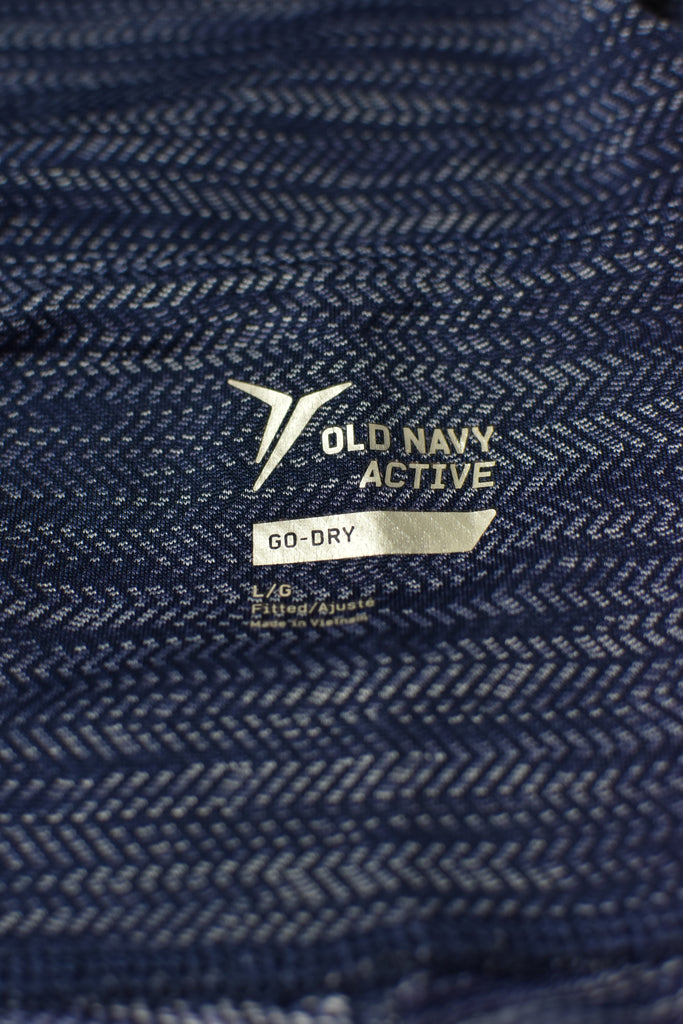 OLD NAVY
ACTIVE
GO-DRY
L/G
Fitted/Ajusté
Made in Vietnam